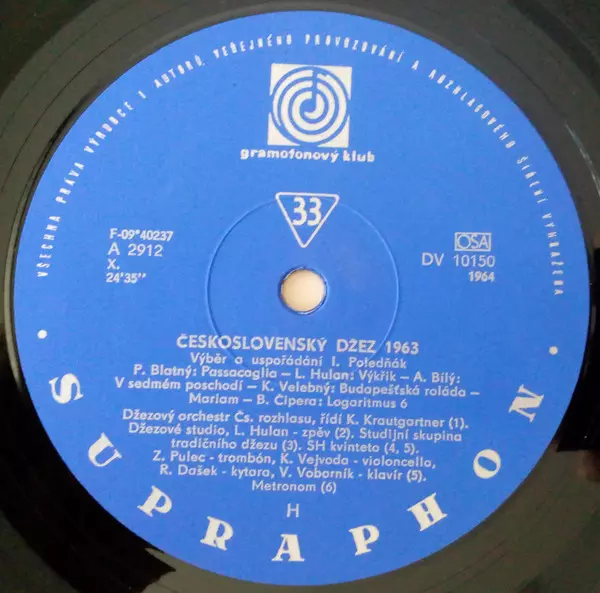 VŠECHNA PRÁVA VÝROBCE I AUTORŮ VEŘEJNÉHO PROVOZOVÁNÍ A ROZHLASOVÉHO ŠÍŘENÍ VYHRAZENA
gramofonový klub
33
F-09*40237
A 2912
X.
24'35"
OSA
DV 10150
1964
ČESKOSLOVENSKÝ DŽEZ 1963
Výběr a uspořádání I. Poledňák
P. Blatný: Passacaglia – L. Hulan: Výkřik – A. Bílý:
V sedmém poschodí – K. Velebný: Budapešťská roláda –
Mariam – B. Čipera: Logaritmus 6
Džezový orchestr Čs. rozhlasu, řídí K. Krautgartner (1).
Džezové studio, L. Hulan - zpěv (2). Studijní skupina
tradičního džezu (3). SH kvinteto (4, 5).
Z. Pulec - trombón, K. Vejvoda - violoncello,
R. Dašek - kytara, V. Voborník - klavír (5).
Metronom (6)
H
· SUPRAPHON ·